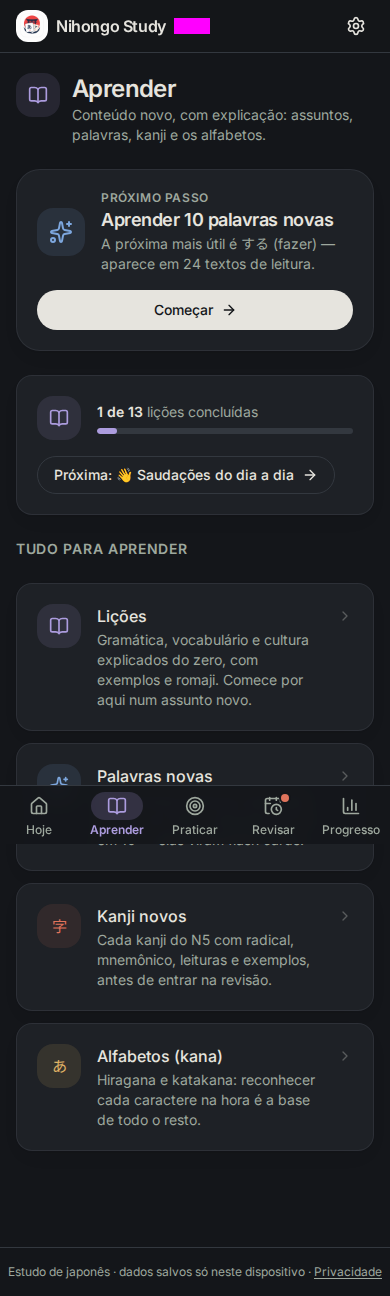 Nihongo Study
Aprender
Conteúdo novo, com explicação: assuntos,
palavras, kanji e os alfabetos.
PRÓXIMO PASSO
Aprender 10 palavras novas
A próxima mais útil é する (fazer) —
aparece em 24 textos de leitura.
Começar
1 de 13 lições concluídas
Próxima: 👋 Saudações do dia a dia
TUDO PARA APRENDER
Lições
Gramática, vocabulário e cultura
explicados do zero, com
exemplos e romaji. Comece por
aqui num assunto novo.
Palavras novas
Hoje
Aprender
Praticar
Revisar
Progresso
字
Kanji novos
Cada kanji do N5 com radical,
mnemônico, leituras e exemplos,
antes de entrar na revisão.
あ
Alfabetos (kana)
Hiragana e katakana: reconhecer
cada caractere na hora é a base
de todo o resto.
Estudo de japonês · dados salvos só neste dispositivo · Privacidade